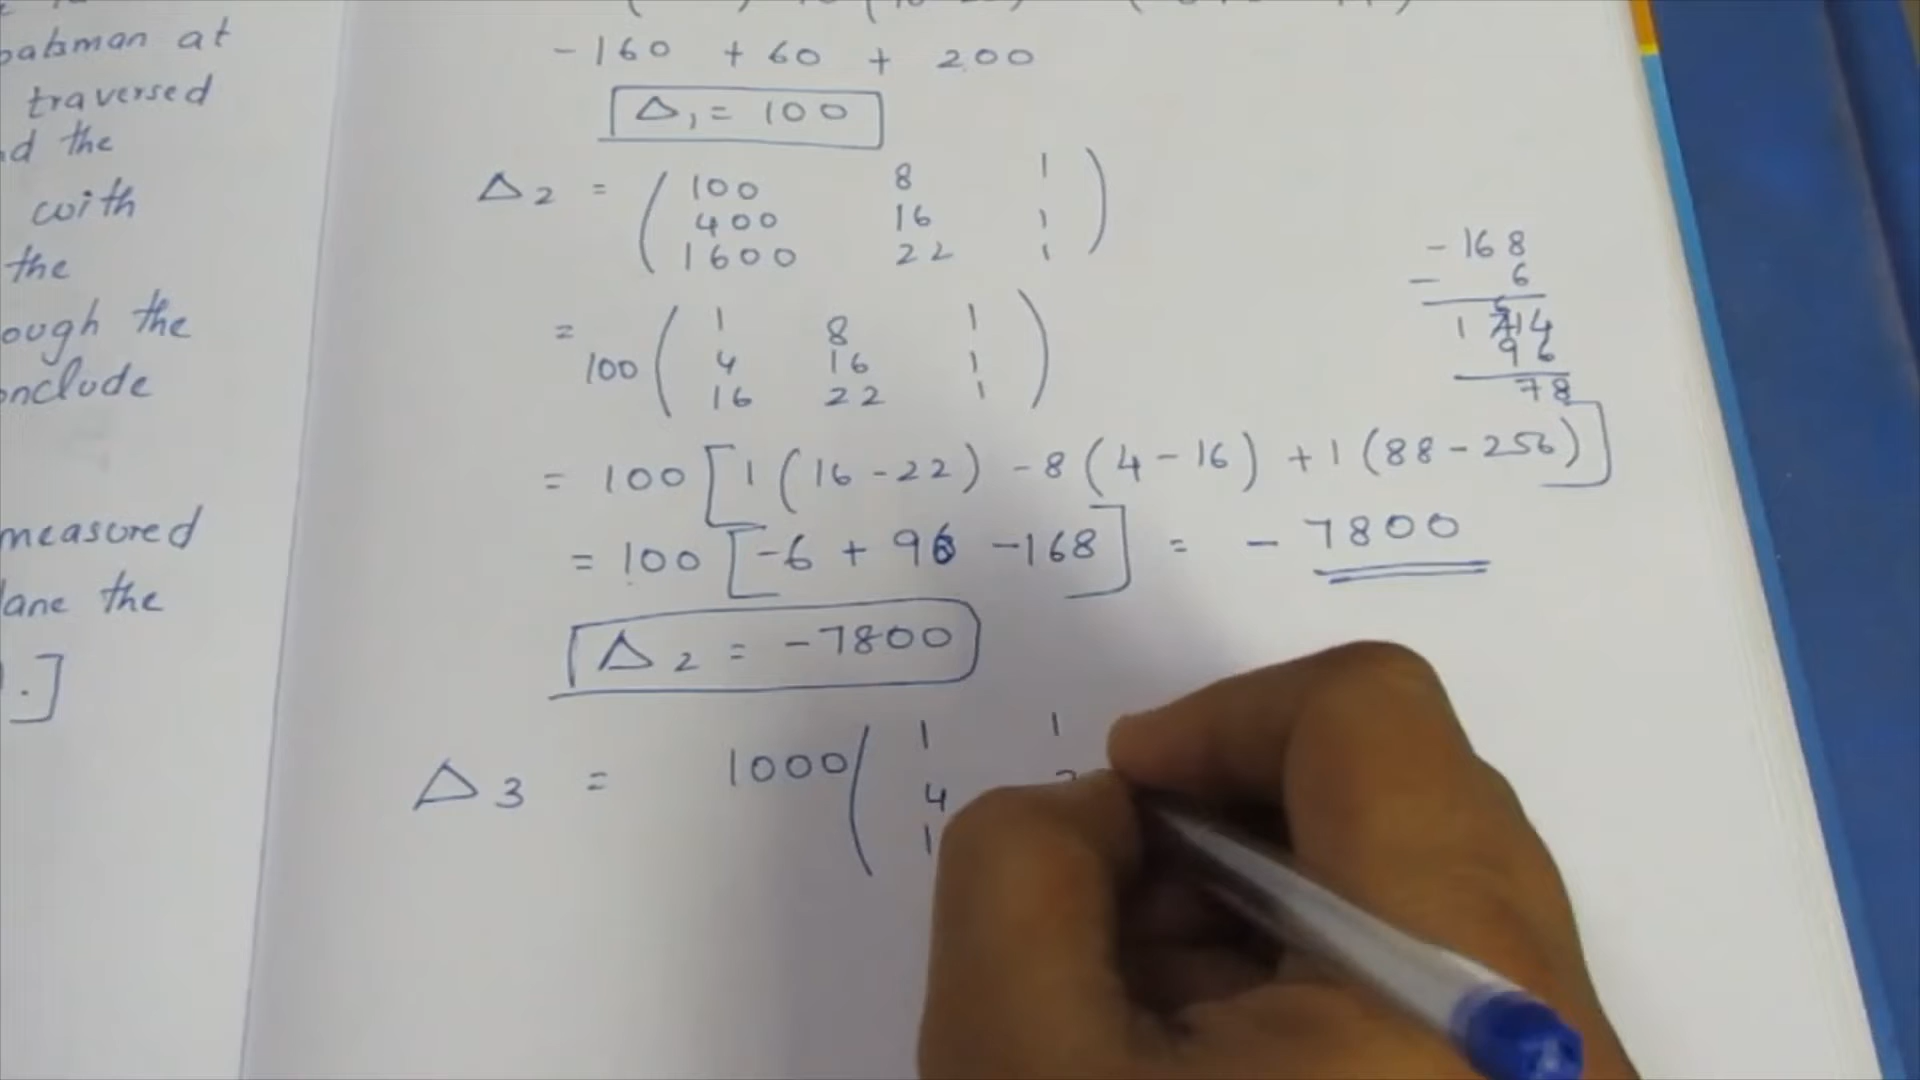 batsman at
traversed
the
with
the
ough the
onclude
measured
lane the
.]
-160 + 60 + 200
Δ₁ = 100
Δ₂ = ( 100 8 1
400 16 1
1600 22 1 )
= 100 ( 1 8 1
4 16 1
16 22 1 )
= 100 [ 1 (16 - 22) - 8 (4 - 16) + 1 (88 - 256) ]
= 100 [ -6 + 96 - 168 ] = - 7800
Δ₂ = -7800
Δ₃ = 1000 ( 1 1
4
1
- 168
- 6
174
96
78